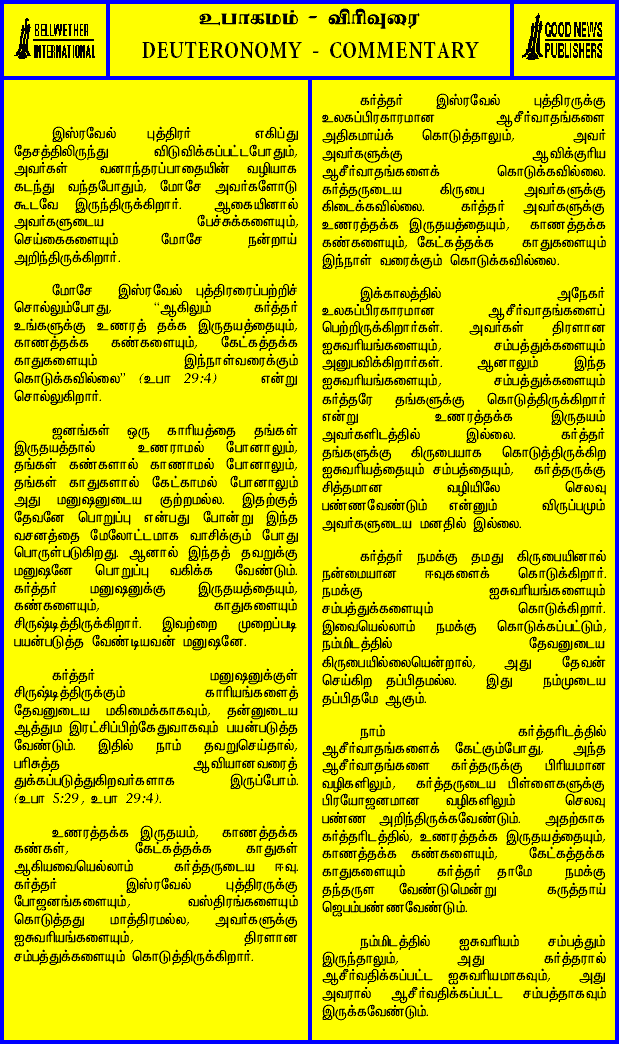 BELLWETHER
INTERNATIONAL
உபாகமம் - விரிவுரை
DEUTERONOMY - COMMENTARY
GOOD NEWS
PUBLISHERS
இஸ்ரவேல் புத்திரர் எகிப்து
தேசத்திலிருந்து விடுவிக்கப்பட்டபோதும்,
அவர்கள் வனாந்தரப்பாதையின் வழியாக
கடந்து வந்தபோதும், மோசே அவர்களோடு
கூடவே இருந்திருக்கிறார். ஆகையினால்
அவர்களுடைய பேச்சுக்களையும்,
செய்கைகளையும் மோசே நன்றாய்
அறிந்திருக்கிறார்.
மோசே இஸ்ரவேல் புத்திரரைப்பற்றிச்
சொல்லும்போது, "ஆகிலும் கர்த்தர்
உங்களுக்கு உணரத் தக்க இருதயத்தையும்,
காணத்தக்க கண்களையும், கேட்கத்தக்க
காதுகளையும் இந்நாள்வரைக்கும்
கொடுக்கவில்லை" (உபா 29:4) என்று
சொல்லுகிறார்.
ஜனங்கள் ஒரு காரியத்தை தங்கள்
இருதயத்தால் உணராமல் போனாலும்,
தங்கள் கண்களால் காணாமல் போனாலும்,
தங்கள் காதுகளால் கேட்காமல் போனாலும்
அது மனுஷனுடைய குற்றமல்ல. இதற்குத்
தேவனே பொறுப்பு என்பது போன்று இந்த
வசனத்தை மேலோட்டமாக வாசிக்கும் போது
பொருள்படுகிறது. ஆனால் இந்தத் தவறுக்கு
மனுஷனே பொறுப்பு வகிக்க வேண்டும்.
கர்த்தர் மனுஷனுக்கு இருதயத்தையும்,
கண்களையும், காதுகளையும்
சிருஷ்டித்திருக்கிறார். இவற்றை முறைப்படி
பயன்படுத்த வேண்டியவன் மனுஷனே.
கர்த்தர் மனுஷனுக்குள்
சிருஷ்டித்திருக்கும் காரியங்களைத்
தேவனுடைய மகிமைக்காகவும், தன்னுடைய
ஆத்தும இரட்சிப்பிற்கேதுவாகவும் பயன்படுத்த
வேண்டும். இதில் நாம் தவறுசெய்தால்,
பரிசுத்த ஆவியானவரைத்
துக்கப்படுத்துகிறவர்களாக இருப்போம்.
(உபா 5:29, உபா 29:4).
உணரத்தக்க இருதயம், காணத்தக்க
கண்கள், கேட்கத்தக்க காதுகள்
ஆகியவையெல்லாம் கர்த்தருடைய ஈவு.
கர்த்தர் இஸ்ரவேல் புத்திரருக்கு
போஜனங்களையும், வஸ்திரங்களையும்
கொடுத்தது மாத்திரமல்ல, அவர்களுக்கு
ஐசுவரியங்களையும், திரளான
சம்பத்துக்களையும் கொடுத்திருக்கிறார்.
கர்த்தர் இஸ்ரவேல் புத்திரருக்கு
உலகப்பிரகாரமான ஆசீர்வாதங்களை
அதிகமாய்க் கொடுத்தாலும், அவர்
அவர்களுக்கு ஆவிக்குரிய
ஆசீர்வாதங்களைக் கொடுக்கவில்லை.
கர்த்தருடைய கிருபை அவர்களுக்கு
கிடைக்கவில்லை. கர்த்தர் அவர்களுக்கு
உணரத்தக்க இருதயத்தையும், காணத்தக்க
கண்களையும், கேட்கத்தக்க காதுகளையும்
இந்நாள் வரைக்கும் கொடுக்கவில்லை.
இக்காலத்தில் அநேகர்
உலகப்பிரகாரமான ஆசீர்வாதங்களைப்
பெற்றிருக்கிறார்கள். அவர்கள் திரளான
ஐசுவரியங்களையும், சம்பத்துக்களையும்
அனுபவிக்கிறார்கள். ஆனாலும் இந்த
ஐசுவரியங்களையும், சம்பத்துக்களையும்
கர்த்தரே தங்களுக்கு கொடுத்திருக்கிறார்
என்று உணரத்தக்க இருதயம்
அவர்களிடத்தில் இல்லை. கர்த்தர்
தங்களுக்கு கிருபையாக கொடுத்திருக்கிற
ஐசுவரியத்தையும் சம்பத்தையும், கர்த்தருக்கு
சித்தமான வழியிலே செலவு
பண்ணவேண்டும் என்னும் விருப்பமும்
அவர்களுடைய மனதில் இல்லை.
கர்த்தர் நமக்கு தமது கிருபையினால்
நன்மையான ஈவுகளைக் கொடுக்கிறார்.
நமக்கு ஐசுவரியங்களையும்
சம்பத்துக்களையும் கொடுக்கிறார்.
இவையெல்லாம் நமக்கு கொடுக்கப்பட்டும்,
நம்மிடத்தில் தேவனுடைய
கிருபையில்லையென்றால், அது தேவன்
செய்கிற தப்பிதமல்ல. இது நம்முடைய
தப்பிதமே ஆகும்.
நாம் கர்த்தரிடத்தில்
ஆசீர்வாதங்களைக் கேட்கும்போது, அந்த
ஆசீர்வாதங்களை கர்த்தருக்கு பிரியமான
வழிகளிலும், கர்த்தருடைய பிள்ளைகளுக்கு
பிரயோஜனமான வழிகளிலும் செலவு
பண்ண அறிந்திருக்கவேண்டும். அதற்காக
கர்த்தரிடத்தில், உணரத்தக்க இருதயத்தையும்,
காணத்தக்க கண்களையும், கேட்கத்தக்க
காதுகளையும் கர்த்தர் தாமே நமக்கு
தந்தருள வேண்டுமென்று கருத்தாய்
ஜெபம்பண்ணவேண்டும்.
நம்மிடத்தில் ஐசுவரியம் சம்பத்தும்
இருந்தாலும், அது கர்த்தரால்
ஆசீர்வதிக்கப்பட்ட ஐசுவரியமாகவும், அது
அவரால் ஆசீர்வதிக்கப்பட்ட சம்பத்தாகவும்
இருக்கவேண்டும்.